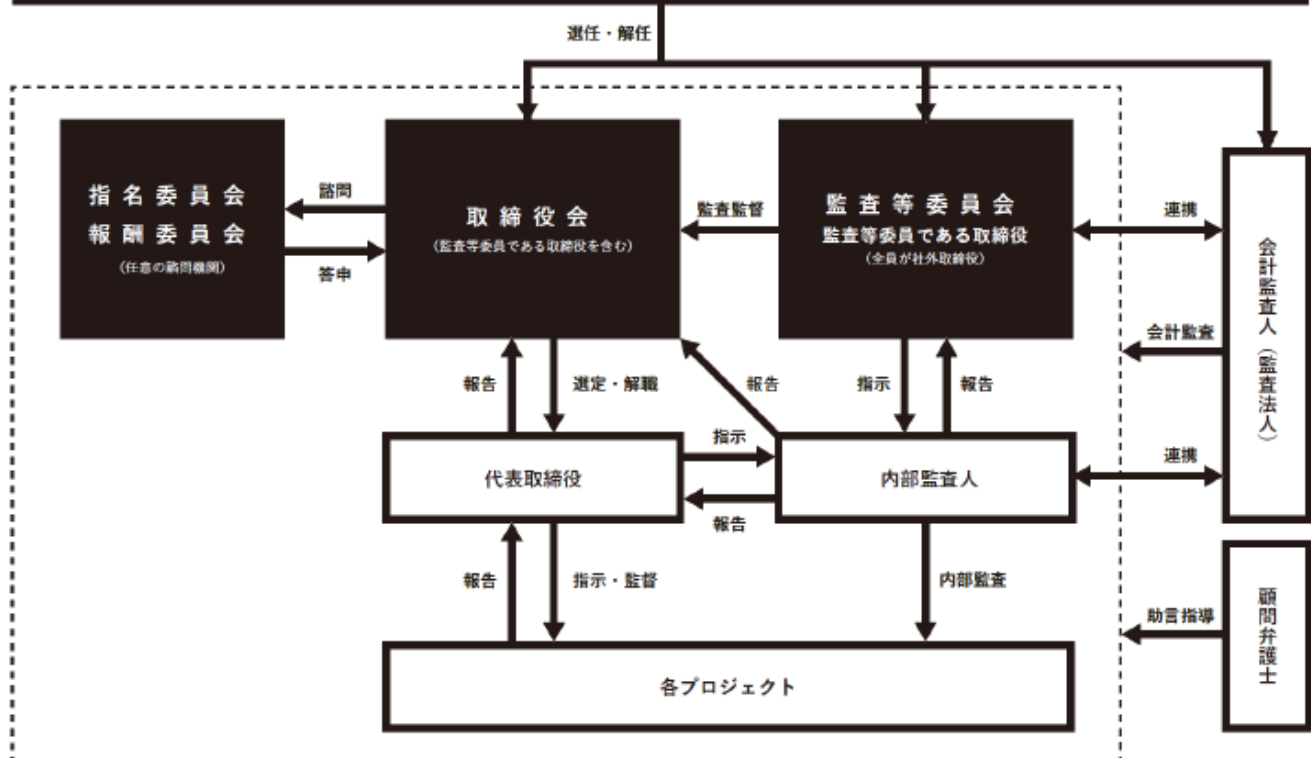 選任・解任
指名委員会
報酬委員会
(任意の諮問機関)
諮問
答申
取締役会
(監査等委員である取締役を含む)
監査監督
監査等委員会
監査等委員である取締役
(全員が社外取締役)
連携
会計監査人(監査法人)
会計監査
報告
選定・解職
報告
指示
報告
代表取締役
指示
報告
内部監査人
連携
報告
指示・監督
内部監査
助言指導
顧問弁護士
各プロジェクト